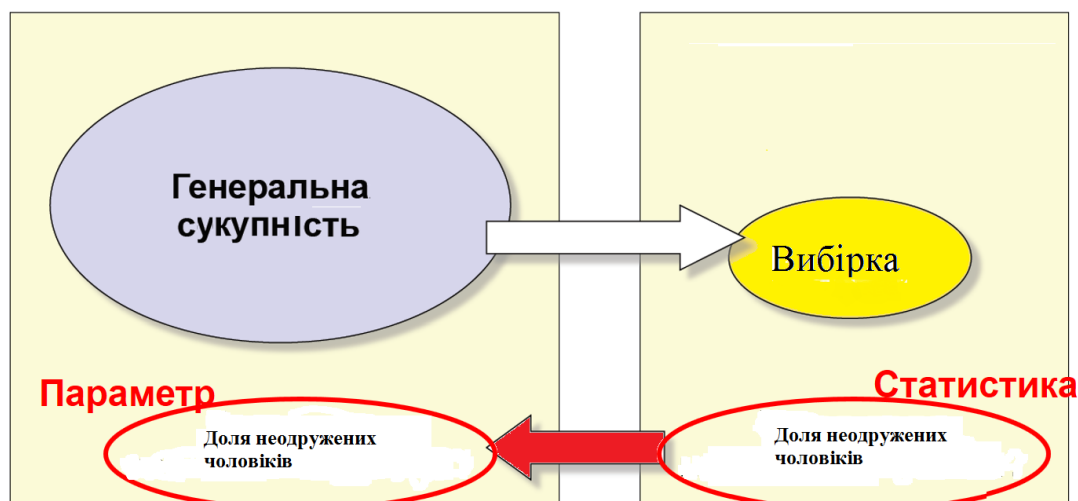 Генеральна
сукупність
Вибірка
Параметр
Статистика
Доля неодружених
чоловіків
Доля неодружених
чоловіків